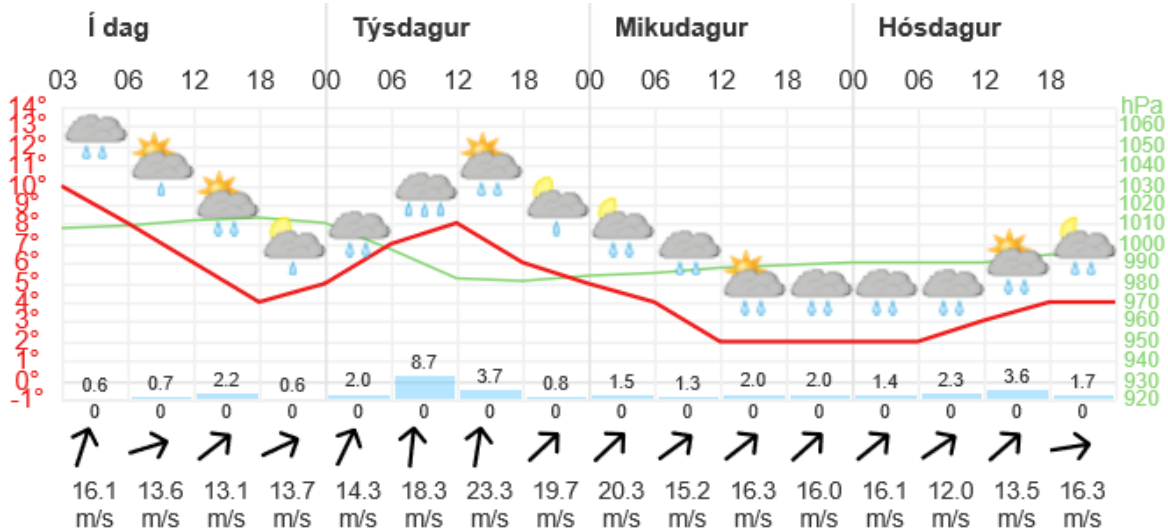 Í dag Týsdagur Mikudagur Hósdagur
03 06 12 18 00 06 12 18 00 06 12 18 00 06 12 18
14° hPa
13° 1060
12° 1050
11° 1040
10° 1030
9° 1020
8° 1010
7° 1000
6° 990
5° 980
4° 970
3° 960
2° 950
1° 940
0° 930
-1° 920
0.6 0.7 2.2 0.6 2.0 8.7 3.7 0.8 1.5 1.3 2.0 2.0 1.4 2.3 3.6 1.7
0 0 0 0 0 0 0 0 0 0 0 0 0 0 0 0
16.1 13.6 13.1 13.7 14.3 18.3 23.3 19.7 20.3 15.2 16.3 16.0 16.1 12.0 13.5 16.3
m/s m/s m/s m/s m/s m/s m/s m/s m/s m/s m/s m/s m/s m/s m/s m/s